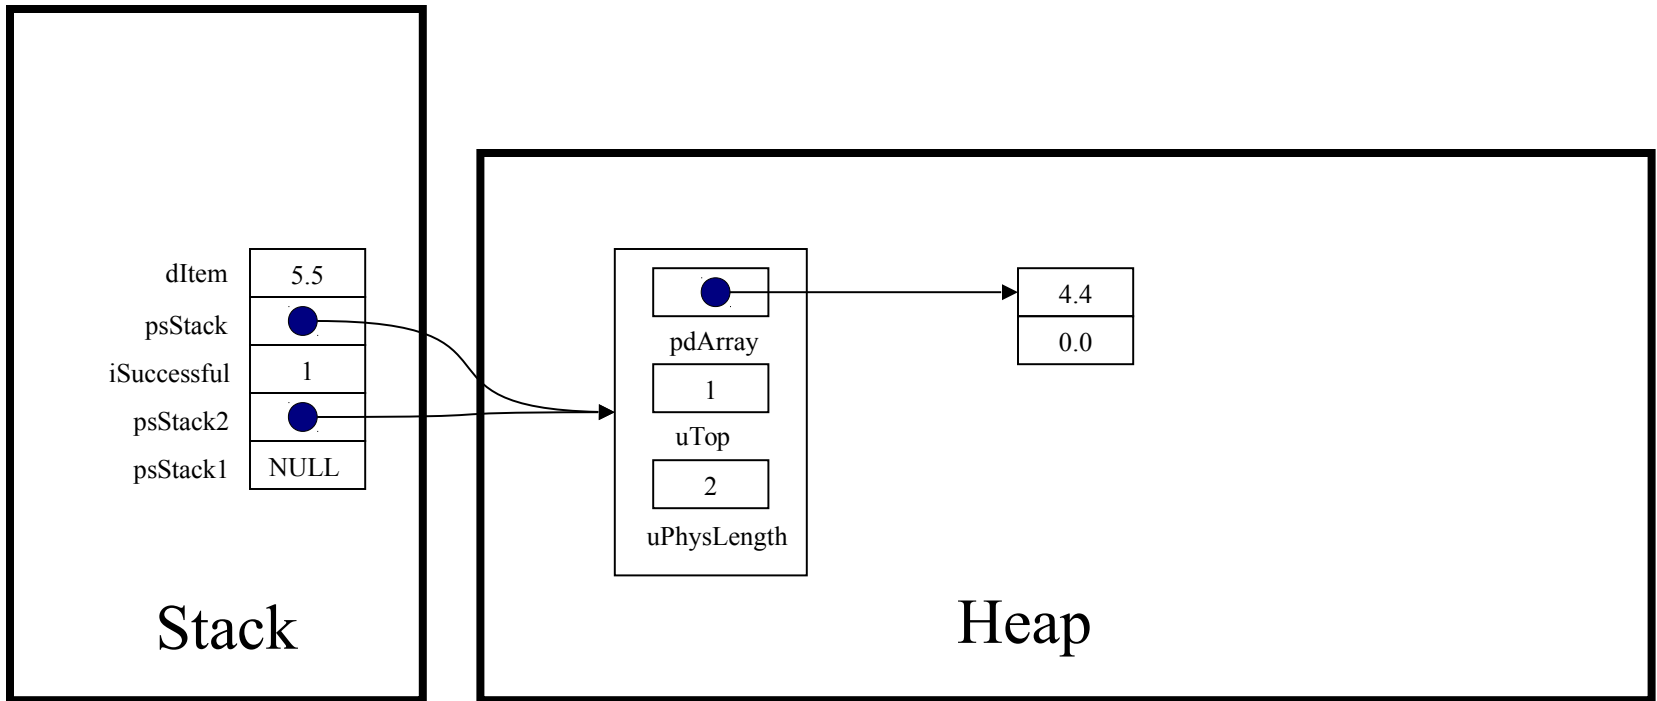 dItem 5.5
psStack
iSuccessful 1
psStack2
psStack1 NULL
Stack
pdArray
1
uTop
2
uPhysLength
4.4
0.0
Heap